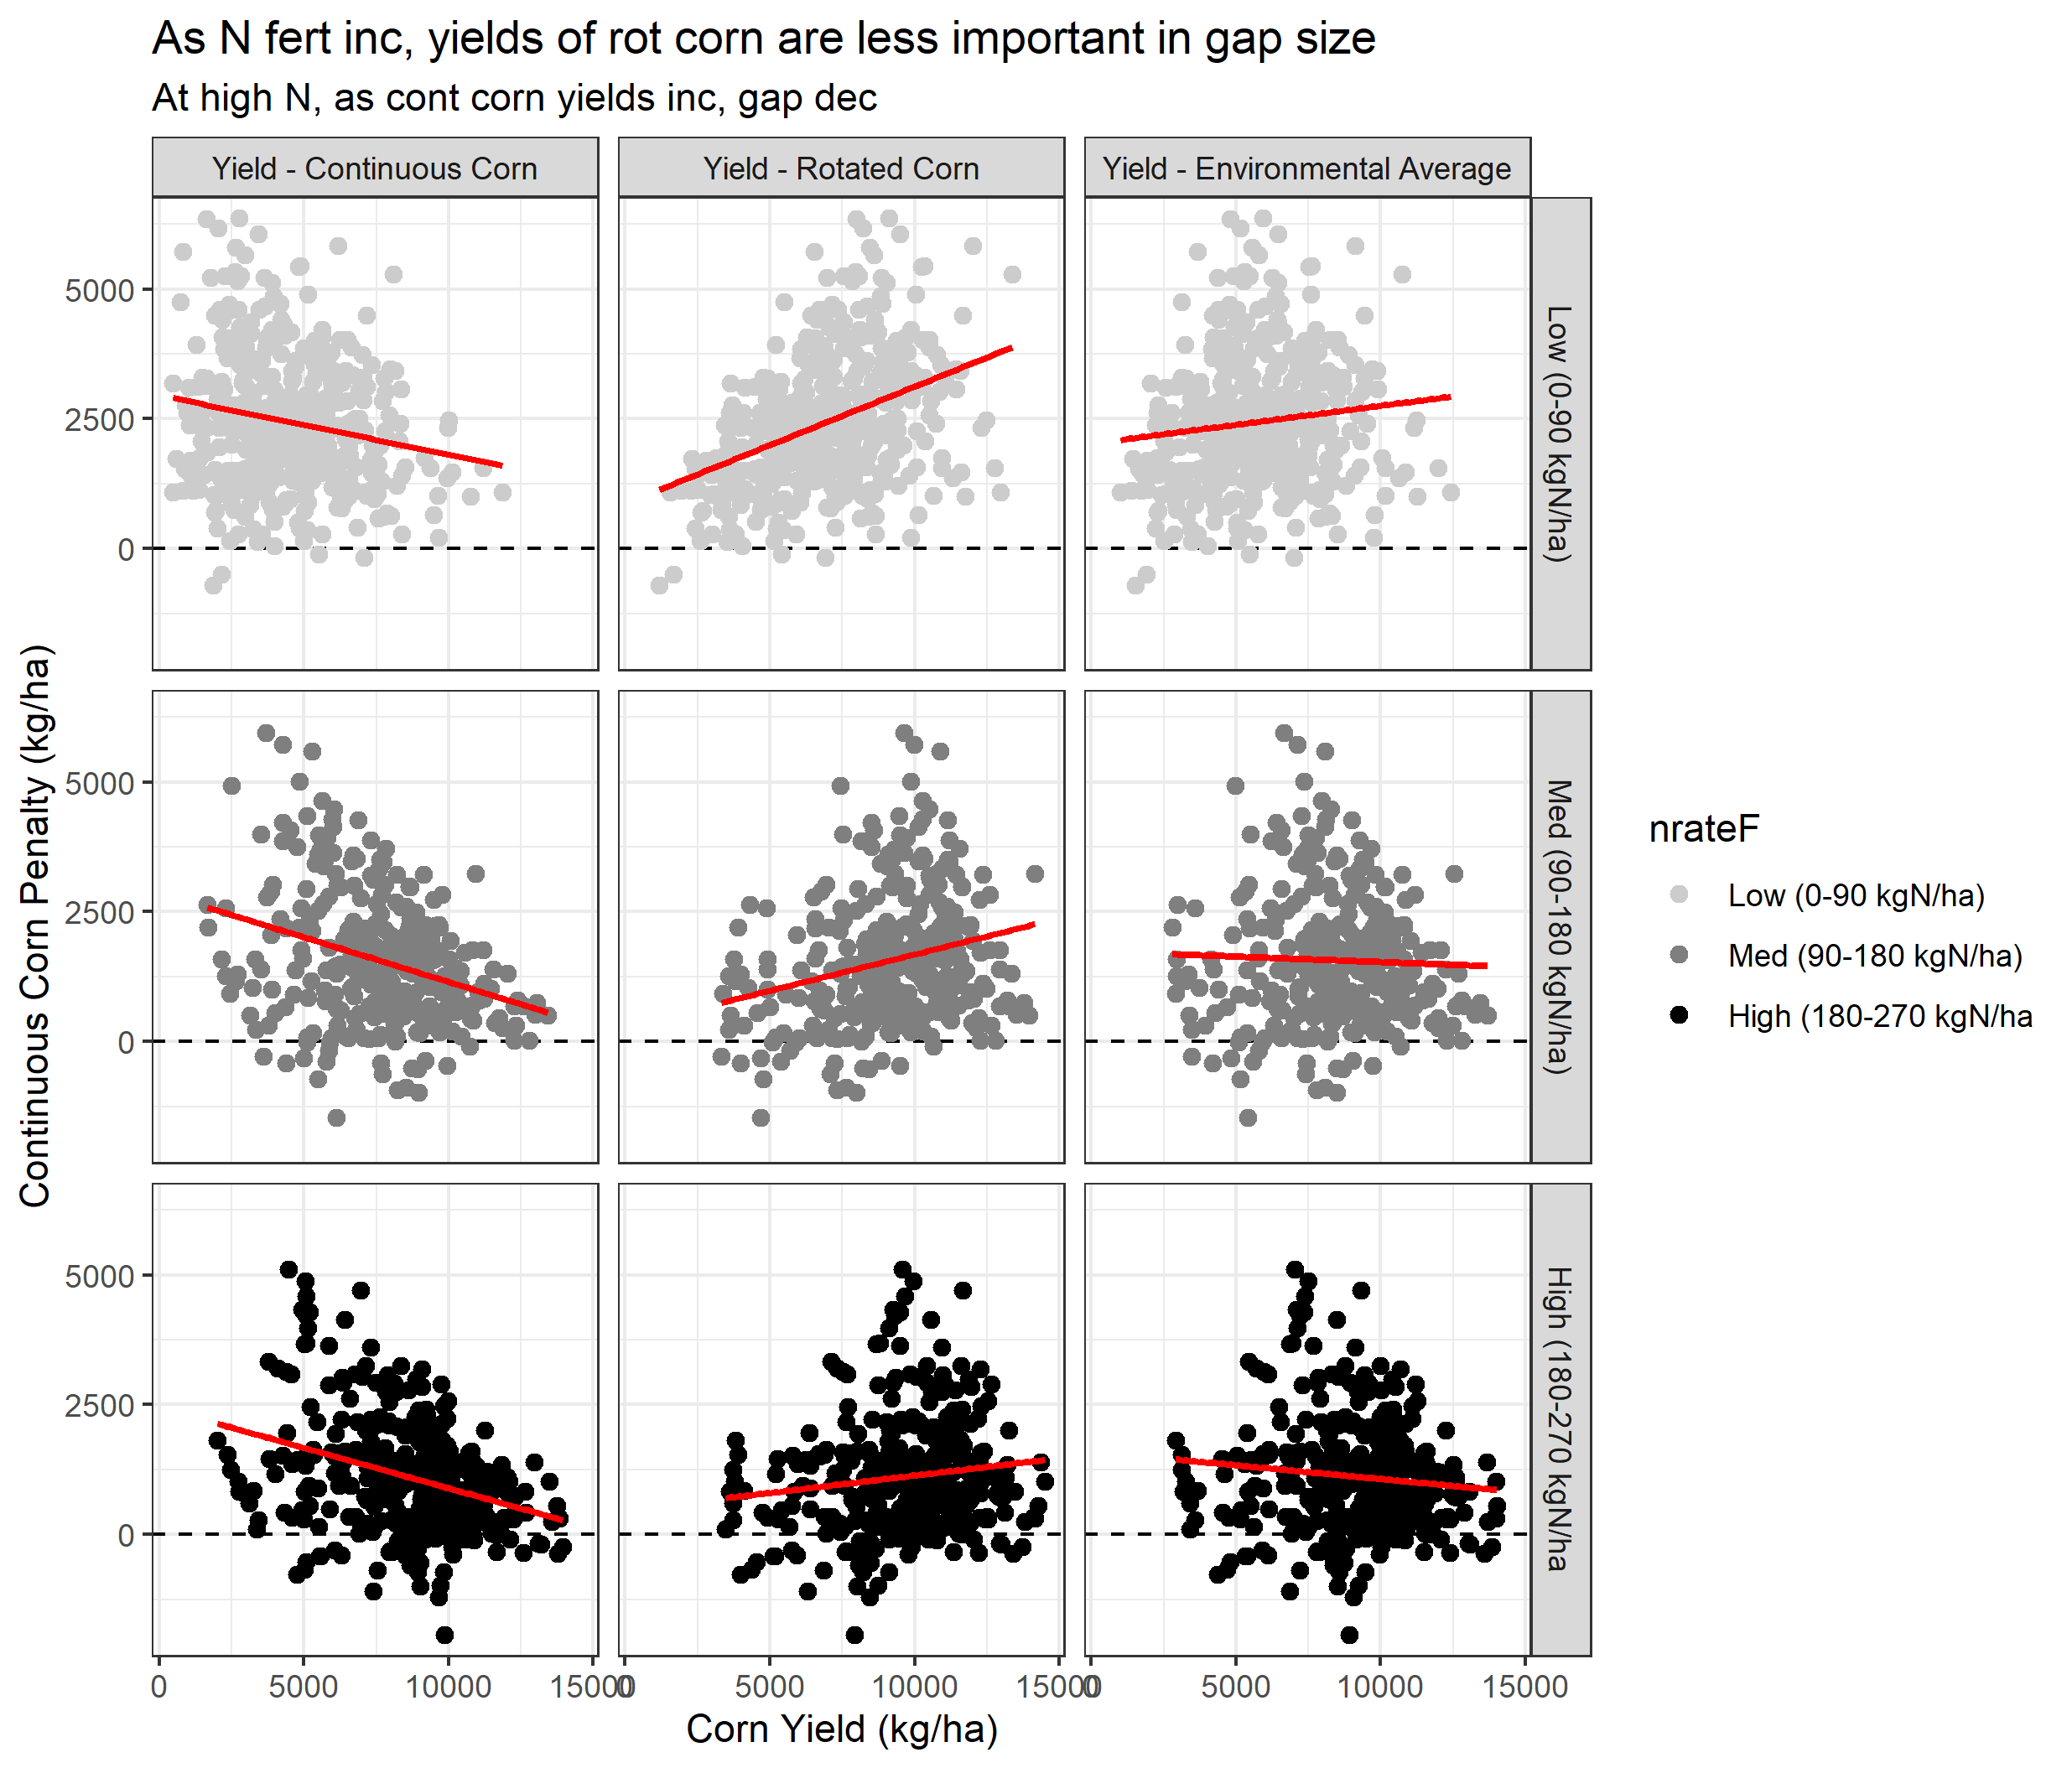 As N fert inc, yields of rot corn are less important in gap size
At high N, as cont corn yields inc, gap dec
Yield - Continuous Corn
Yield - Rotated Corn
Yield - Environmental Average
5000
2500
0
Low (0-90 kgN/ha)
5000
2500
0
Med (90-180 kgN/ha)
5000
2500
0
High (180-270 kgN/ha
0 5000 10000 15000
0 5000 10000 15000
0 5000 10000 15000
Corn Yield (kg/ha)
Continuous Corn Penalty (kg/ha)
nrateF
Low (0-90 kgN/ha)
Med (90-180 kgN/ha)
High (180-270 kgN/ha